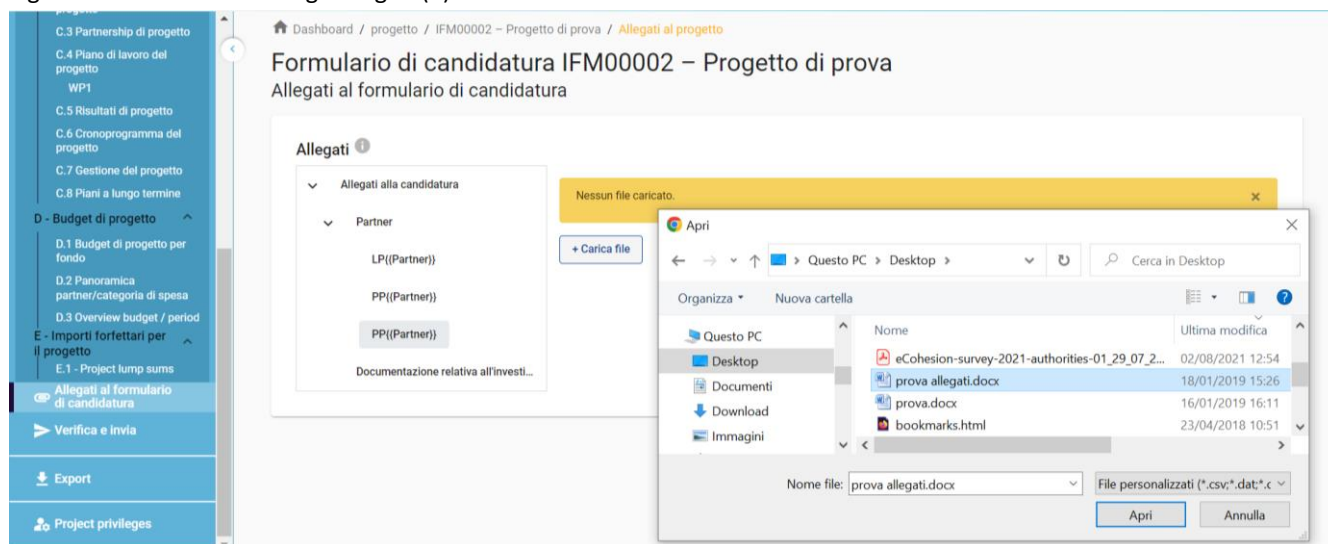 C.3 Partnership di progetto
C.4 Piano di lavoro del
progetto
WP1
C.5 Risultati di progetto
C.6 Cronoprogramma del
progetto
C.7 Gestione del progetto
C.8 Piani a lungo termine
D - Budget di progetto
D.1 Budget di progetto per
fondo
D.2 Panoramica
partner/categoria di spesa
D.3 Overview budget / period
E - Importi forfettari per
il progetto
E.1 - Project lump sums
Allegati al formulario
di candidatura
Verifica e invia
Export
Project privileges
Dashboard / progetto / IFM00002 – Progetto di prova / Allegati al progetto
Formulario di candidatura IFM00002 – Progetto di prova
Allegati al formulario di candidatura
Allegati
Allegati alla candidatura
Partner
LP((Partner))
PP((Partner))
PP((Partner))
Documentazione relativa all'investi...
Nessun file caricato.
+ Carica file
Apri
Questo PC > Desktop >
Cerca in Desktop
Organizza
Nuova cartella
Questo PC
Desktop
Documenti
Download
Immagini
Nome Ultima modifica
eCohesion-survey-2021-authorities-01_29_07_2... 02/08/2021 12:54
prova allegati.docx 18/01/2019 15:26
prova.docx 16/01/2019 16:11
bookmarks.html 23/04/2018 10:51
Nome file: prova allegati.docx
File personalizzati (*.csv;*.dat;*.c
Apri Annulla